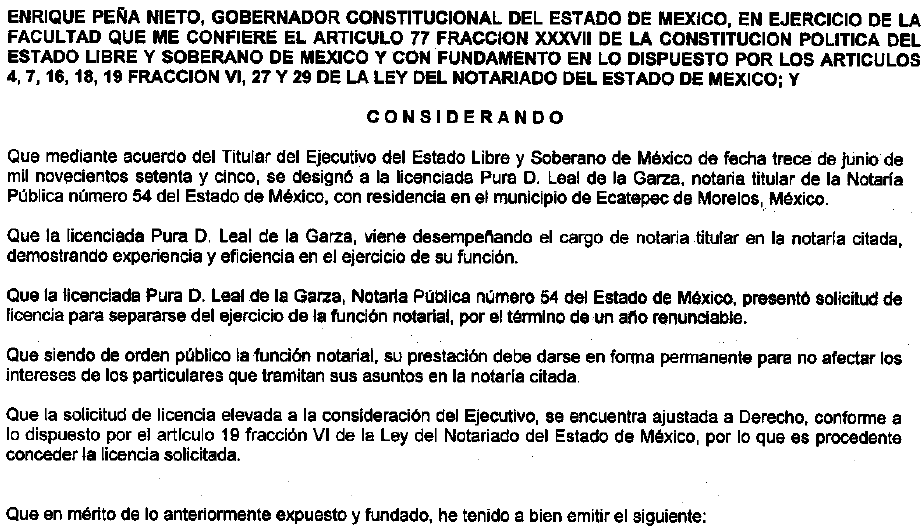 ENRIQUE PEÑA NIETO, GOBERNADOR CONSTITUCIONAL DEL ESTADO DE MEXICO, EN EJERCICIO DE LA
FACULTAD QUE ME CONFIERE EL ARTICULO 77 FRACCION XXXVII DE LA CONSTITUCION POLITICA DEL
ESTADO LIBRE Y SOBERANO DE MEXICO Y CON FUNDAMENTO EN LO DISPUESTO POR LOS ARTICULOS
4, 7, 16, 18, 19 FRACCION VI, 27 Y 29 DE LA LEY DEL NOTARIADO DEL ESTADO DE MEXICO; Y
CONSIDERANDO
Que mediante acuerdo del Titular del Ejecutivo del Estado Libre y Soberano de México de fecha trece de junio de
mil novecientos setenta y cinco, se designó a la licenciada Pura D. Leal de la Garza, notaria titular de la Notaría
Pública número 54 del Estado de México, con residencia en el municipio de Ecatepec de Morelos, México.
Que la licenciada Pura D. Leal de la Garza, viene desempeñando el cargo de notaria titular en la notaría citada,
demostrando experiencia y eficiencia en el ejercicio de su función.
Que la licenciada Pura D. Leal de la Garza, Notaria Pública número 54 del Estado de México, presentó solicitud de
licencia para separarse del ejercicio de la función notarial, por el término de un año renunciable.
Que siendo de orden público la función notarial, su prestación debe darse en forma permanente para no afectar los
intereses de los particulares que tramitan sus asuntos en la notaría citada.
Que la solicitud de licencia elevada a la consideración del Ejecutivo, se encuentra ajustada a Derecho, conforme a
lo dispuesto por el artículo 19 fracción VI de la Ley del Notariado del Estado de México, por lo que es procedente
conceder la licencia solicitada.
Que en mérito de lo anteriormente expuesto y fundado, he tenido a bien emitir el siguiente: